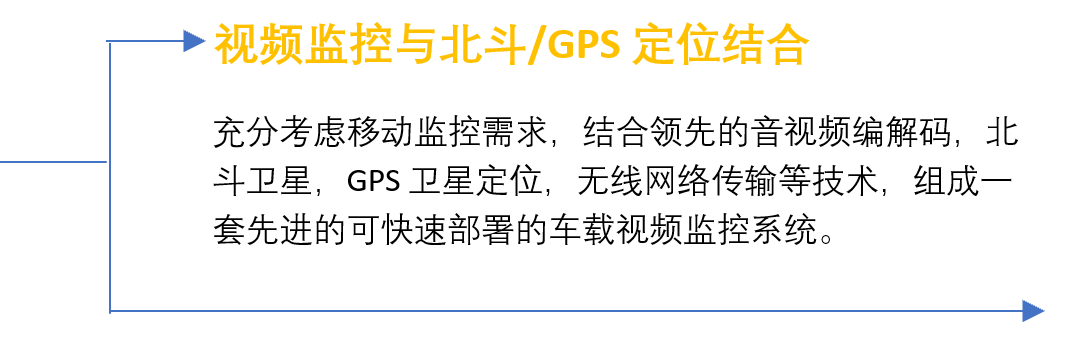 视频监控与北斗/GPS 定位结合
充分考虑移动监控需求，结合领先的音视频编解码，北
斗卫星，GPS 卫星定位，无线网络传输等技术，组成一
套先进的可快速部署的车载视频监控系统。